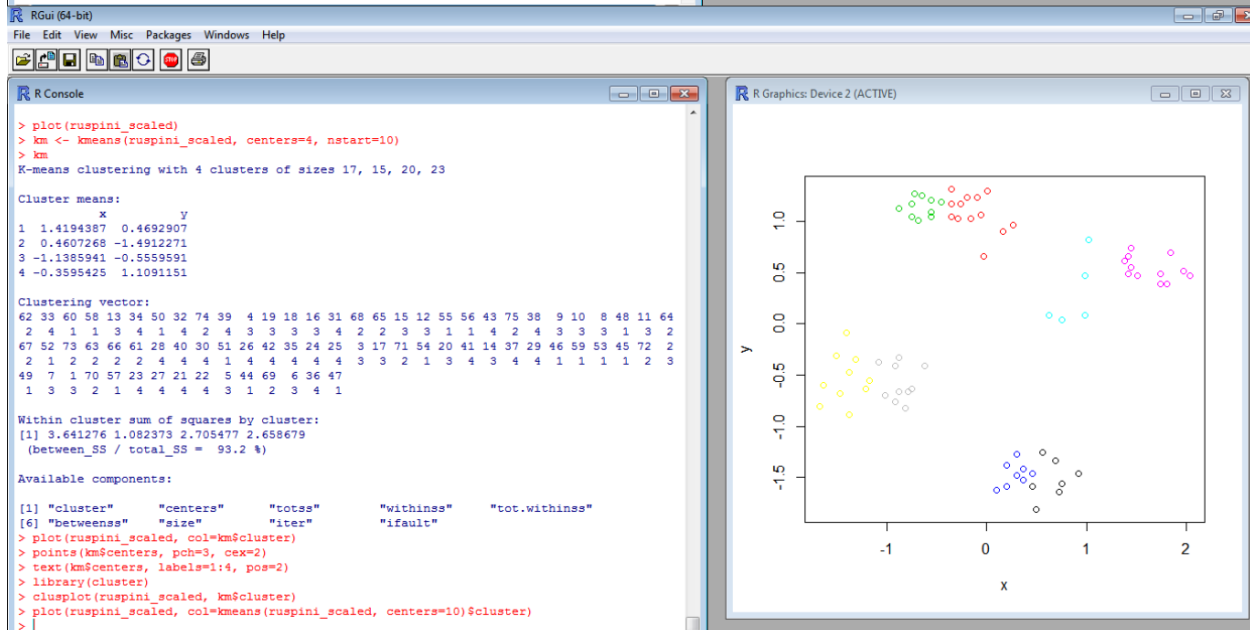 RGui (64-bit)
File Edit View Misc Packages Windows Help
STOP
R Console
> plot(ruspini_scaled)
> km <- kmeans(ruspini_scaled, centers=4, nstart=10)
> km
K-means clustering with 4 clusters of sizes 17, 15, 20, 23
Cluster means:
x y
1 1.4194387 0.4692907
2 0.4607268 -1.4912271
3 -1.1385941 -0.5559591
4 -0.3595425 1.1091151
Clustering vector:
62 33 60 58 13 34 50 32 74 39 4 19 18 16 31 68 65 15 12 55 56 43 75 38 9 10 8 48 11 64
2 4 1 1 3 4 1 4 2 4 3 3 3 3 4 2 2 3 3 1 1 4 2 4 3 3 3 1 3 2
67 52 73 63 66 61 28 40 30 51 26 42 35 24 25 3 17 71 54 20 41 14 37 29 46 59 53 45 72 2
2 1 2 2 2 2 4 4 4 1 4 4 4 4 4 3 3 2 1 3 4 3 4 4 1 1 1 1 2 3
49 7 1 70 57 23 27 21 22 5 44 69 6 36 47
1 3 3 2 1 4 4 4 4 3 1 2 3 4 1
Within cluster sum of squares by cluster:
[1] 3.641276 1.082373 2.705477 2.658679
(between_SS / total_SS = 93.2 %)
Available components:
[1] "cluster" "centers" "totss" "withinss" "tot.withinss"
[6] "betweenss" "size" "iter" "ifault"
> plot(ruspini_scaled, col=km$cluster)
> points(km$centers, pch=3, cex=2)
> text(km$centers, labels=1:4, pos=2)
> library(cluster)
> clusplot(ruspini_scaled, km$cluster)
> plot(ruspini_scaled, col=kmeans(ruspini_scaled, centers=10)$cluster)
>
R Graphics: Device 2 (ACTIVE)
1.0
0.5
0.0
-0.5
-1.0
-1.5
y
-1 0 1 2
x